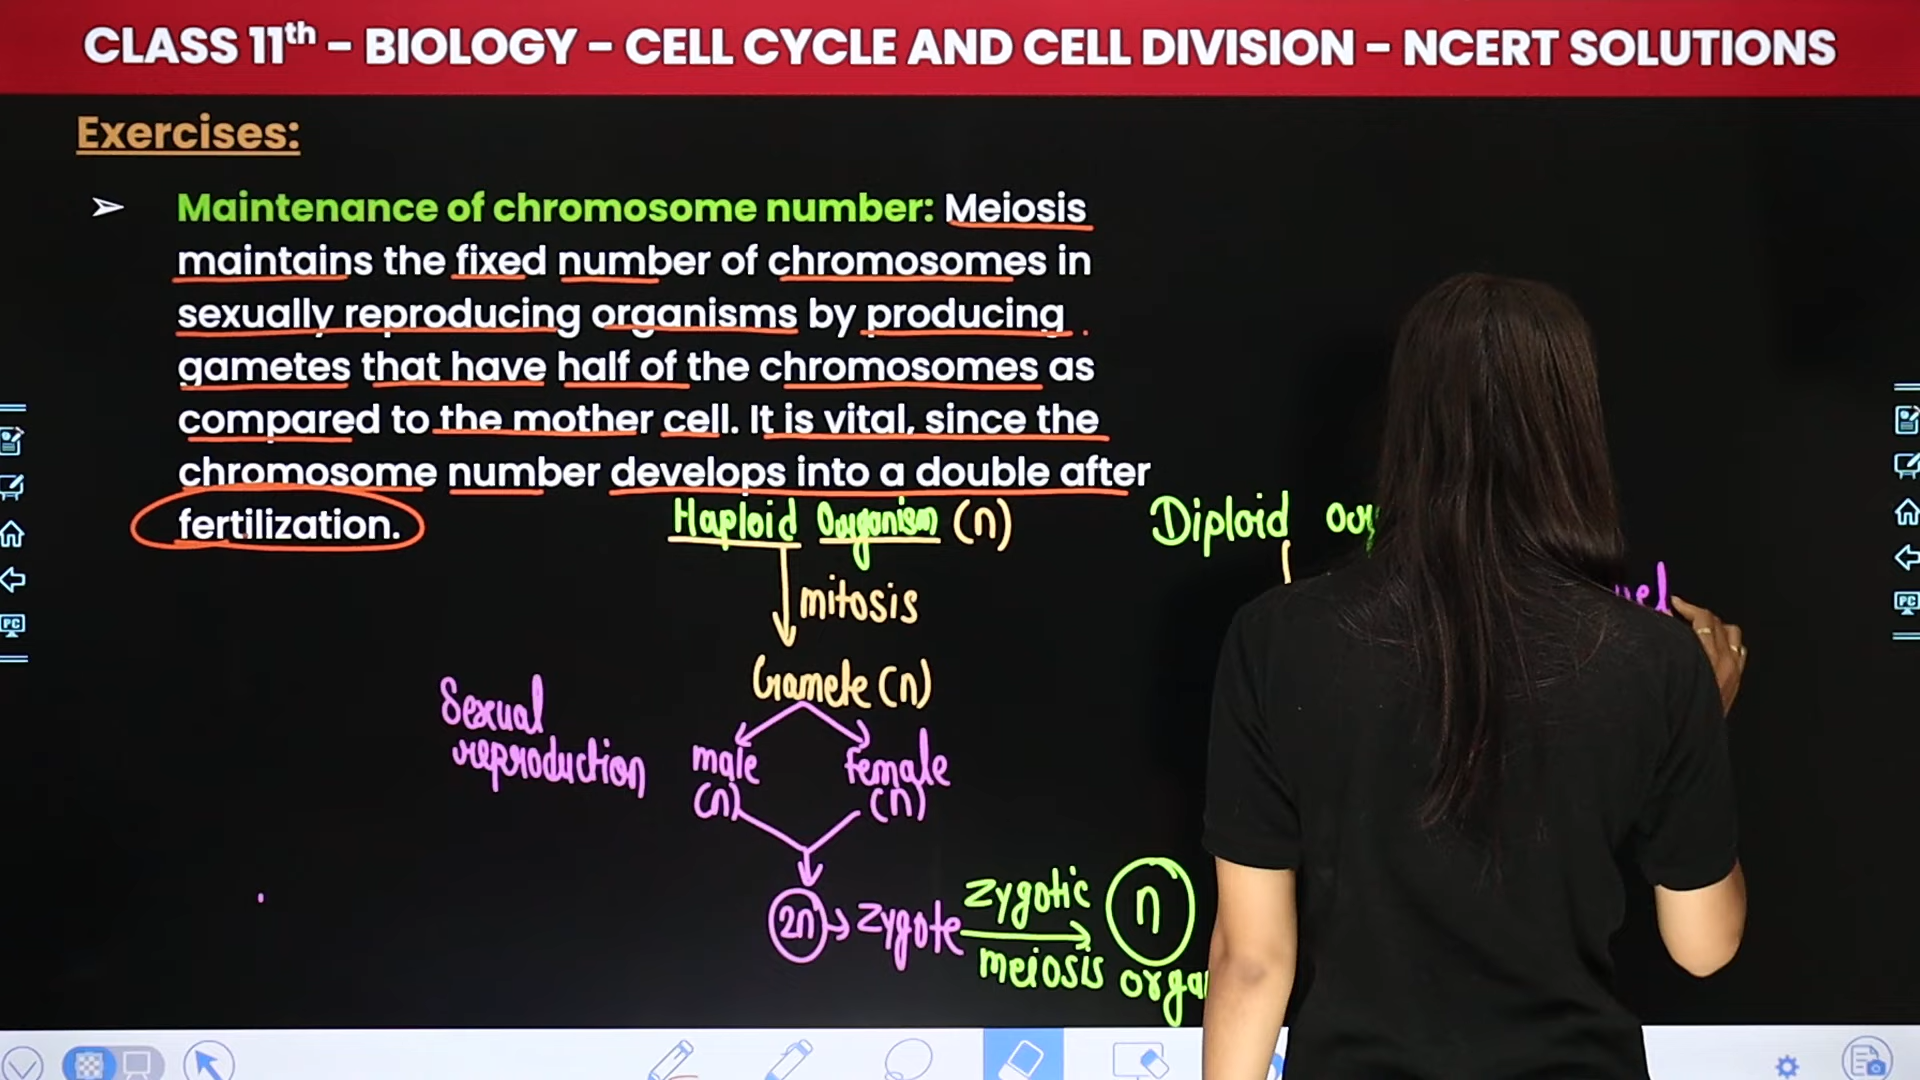 CLASS 11th – BIOLOGY – CELL CYCLE AND CELL DIVISION – NCERT SOLUTIONS
Exercises:
➢ Maintenance of chromosome number: Meiosis
maintains the fixed number of chromosomes in
sexually reproducing organisms by producing
gametes that have half of the chromosomes as
compared to the mother cell. It is vital, since the
chromosome number develops into a double after
fertilization.
Haploid Organism (n)
Diploid
mitosis
Gamete (n)
Sexual
reproduction
male
(n)
Female
(n)
2n → zygote
zygotic
meiosis
n
PC
PC